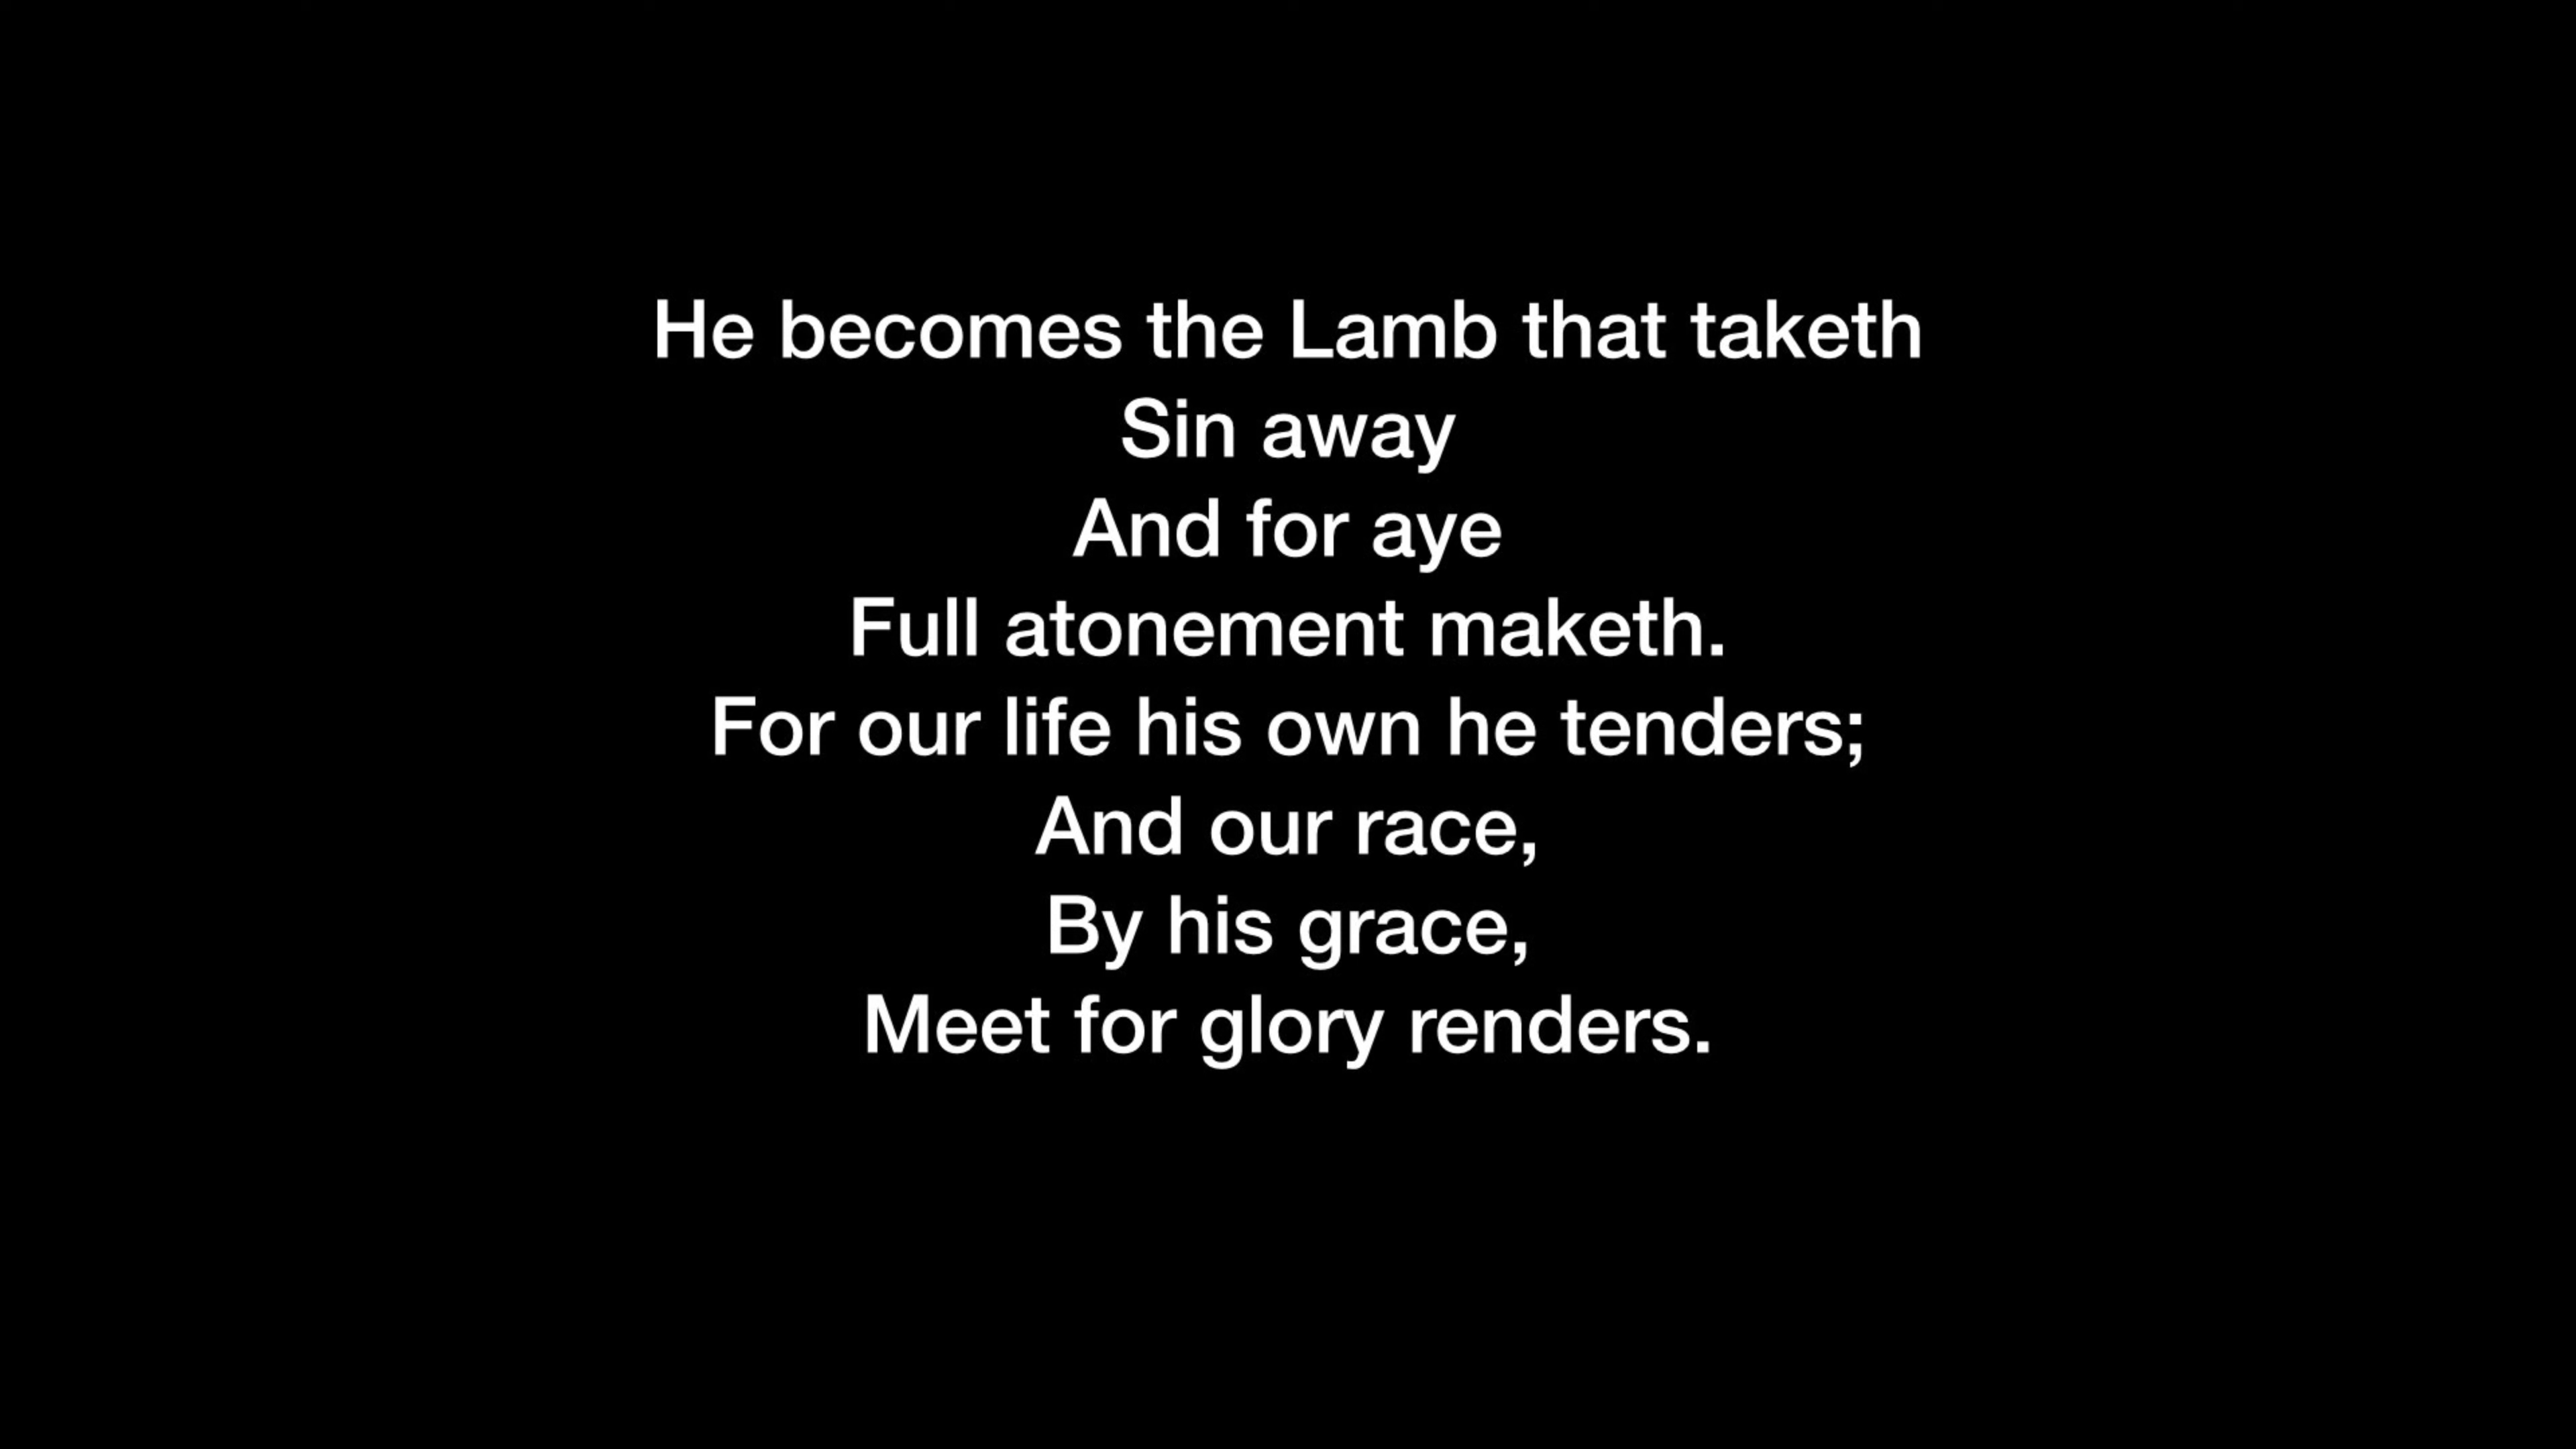 He becomes the Lamb that taketh
Sin away
And for aye
Full atonement maketh.
For our life his own he tenders;
And our race,
By his grace,
Meet for glory renders.